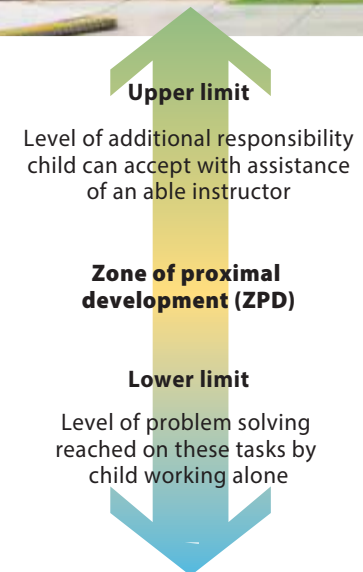 Upper limit
Level of additional responsibility
child can accept with assistance
of an able instructor
Zone of proximal
development (ZPD)
Lower limit
Level of problem solving
reached on these tasks by
child working alone